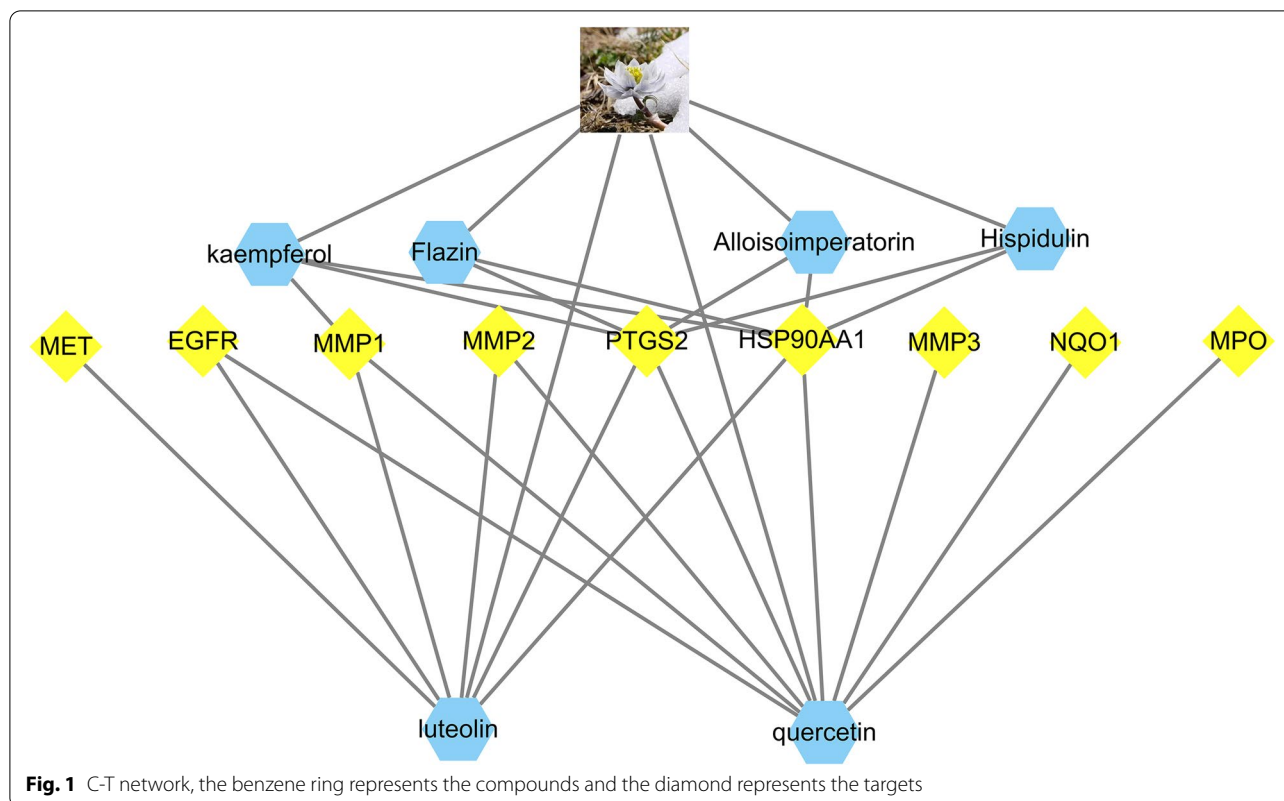 kaempferol
Flazin
Alloisoimperatorin
Hispidulin
MET
EGFR
MMP1
MMP2
PTGS2
HSP90AA1
MMP3
NQO1
MPO
luteolin
quercetin
Fig. 1 C-T network, the benzene ring represents the compounds and the diamond represents the targets